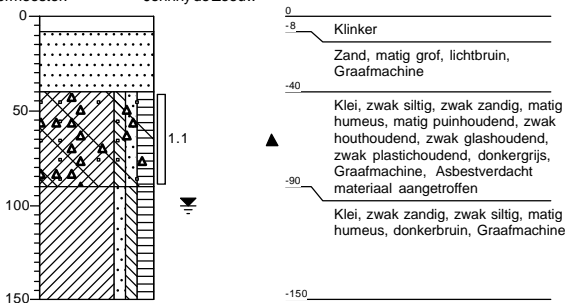 0
50
100
150
1.1
0
-8
Klinker
Zand, matig grof, lichtbruin,
Graafmachine
-40
Klei, zwak siltig, zwak zandig, matig
humeus, matig puinhoudend, zwak
houthoudend, zwak glashoudend,
zwak plastichoudend, donkergrijs,
Graafmachine, Asbestverdacht
materiaal aangetroffen
-90
Klei, zwak zandig, zwak siltig, matig
humeus, donkerbruin, Graafmachine
-150